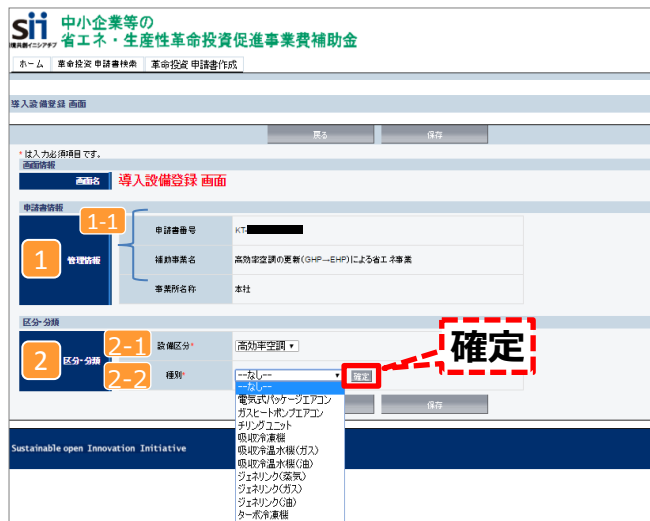 sii 中小企業等の
環境共創イニシアチブ 省エネ・生産性革命投資促進事業費補助金
ホーム 革命投資 申請書検索 革命投資 申請書作成
導入設備登録 画面
戻る 保存
* は入力必須項目 です。
画面情報
画面名 導入設備登録 画面
申請書情報
1-1 申請書番号 KT-
1 管理情報 補助事業名 高効率空調の更新(GHP→EHP)による省エネ事業
事業所名称 本社
区分・分類
2-1 設備区分* 高効率空調 確定
2 区分・分類
2-2 種別* --なし-- 確定
--なし--
電気式パッケージエアコン
保存
ガスヒートポンプエアコン
チリングユニット
吸収冷凍機
Sustainable open Innovation Initiative
吸収冷温水機(ガス)
吸収冷温水機(油)
ジェネリンク(蒸気)
ジェネリンク(ガス)
ジェネリンク(油)
ターボ冷凍機